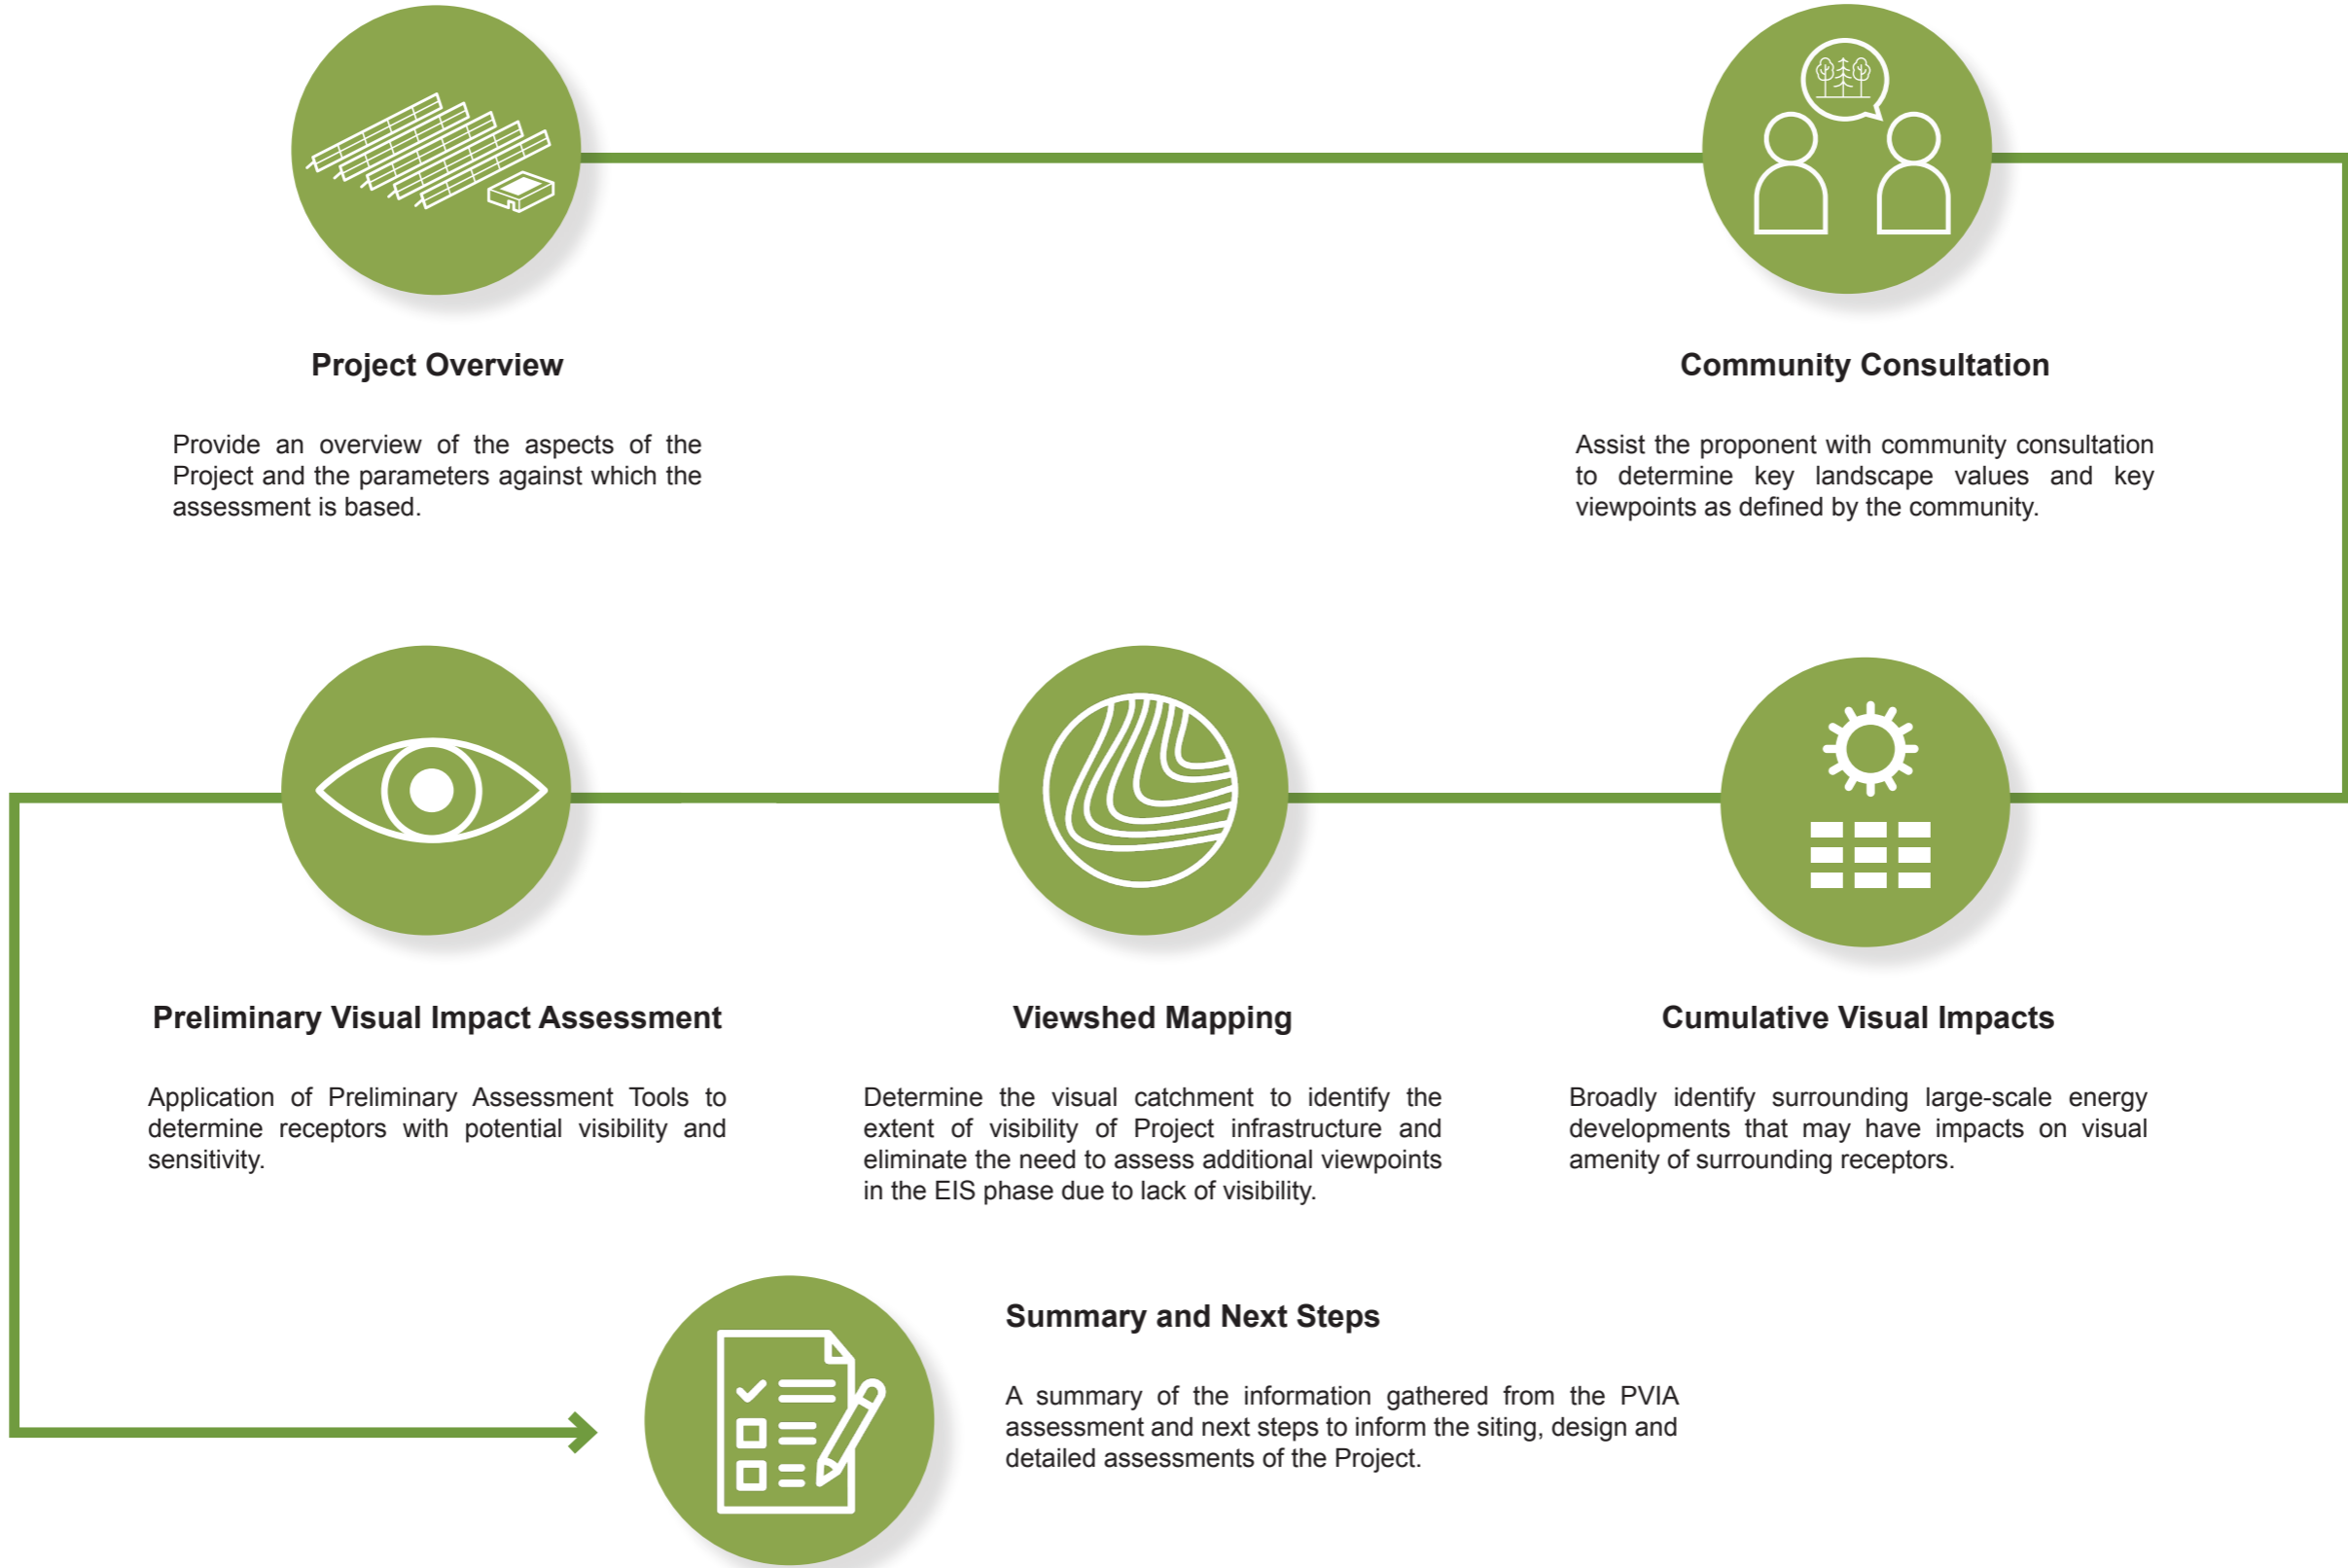 Project Overview
Provide an overview of the aspects of the
Project and the parameters against which the
assessment is based.
Community Consultation
Assist the proponent with community consultation
to determine key landscape values and key
viewpoints as defined by the community.
Preliminary Visual Impact Assessment
Application of Preliminary Assessment Tools to
determine receptors with potential visibility and
sensitivity.
Viewshed Mapping
Determine the visual catchment to identify the
extent of visibility of Project infrastructure and
eliminate the need to assess additional viewpoints
in the EIS phase due to lack of visibility.
Cumulative Visual Impacts
Broadly identify surrounding large-scale energy
developments that may have impacts on visual
amenity of surrounding receptors.
Summary and Next Steps
A summary of the information gathered from the PVIA
assessment and next steps to inform the siting, design and
detailed assessments of the Project.